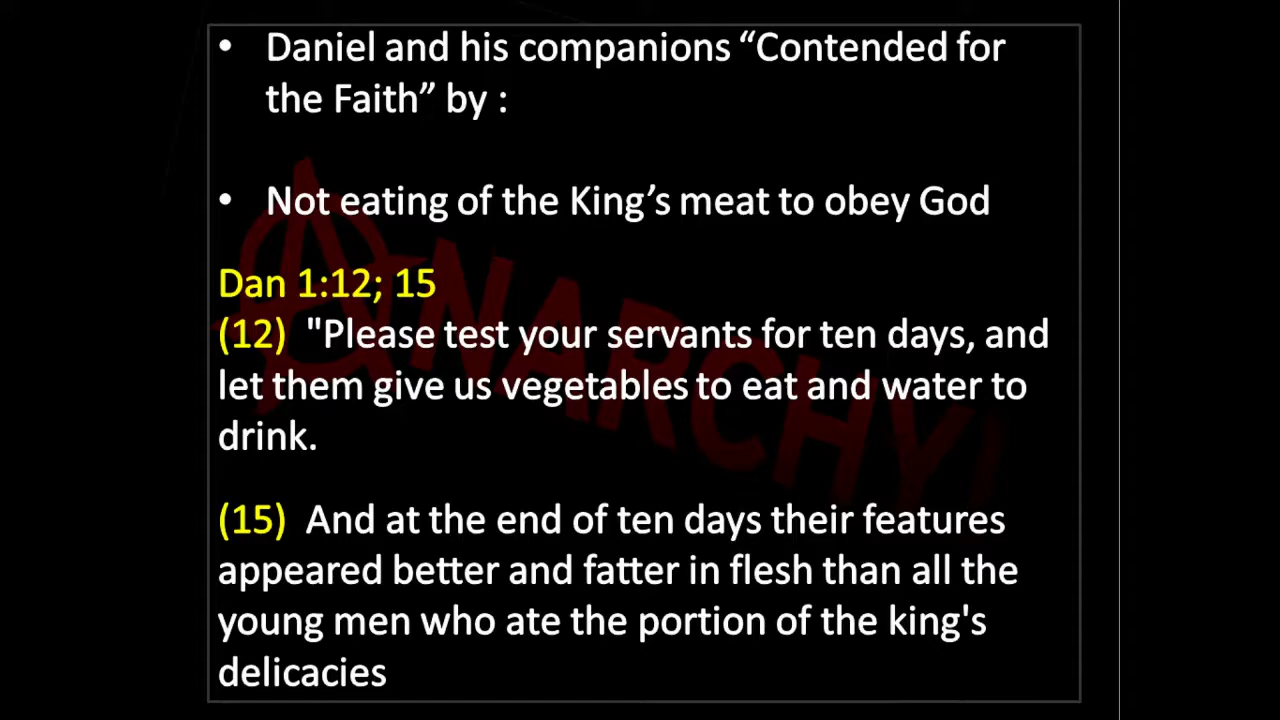 • Daniel and his companions “Contended for
the Faith” by :
• Not eating of the King’s meat to obey God
Dan 1:12; 15
(12) "Please test your servants for ten days, and
let them give us vegetables to eat and water to
drink.
(15) And at the end of ten days their features
appeared better and fatter in flesh than all the
young men who ate the portion of the king's
delicacies
ANARCHY!